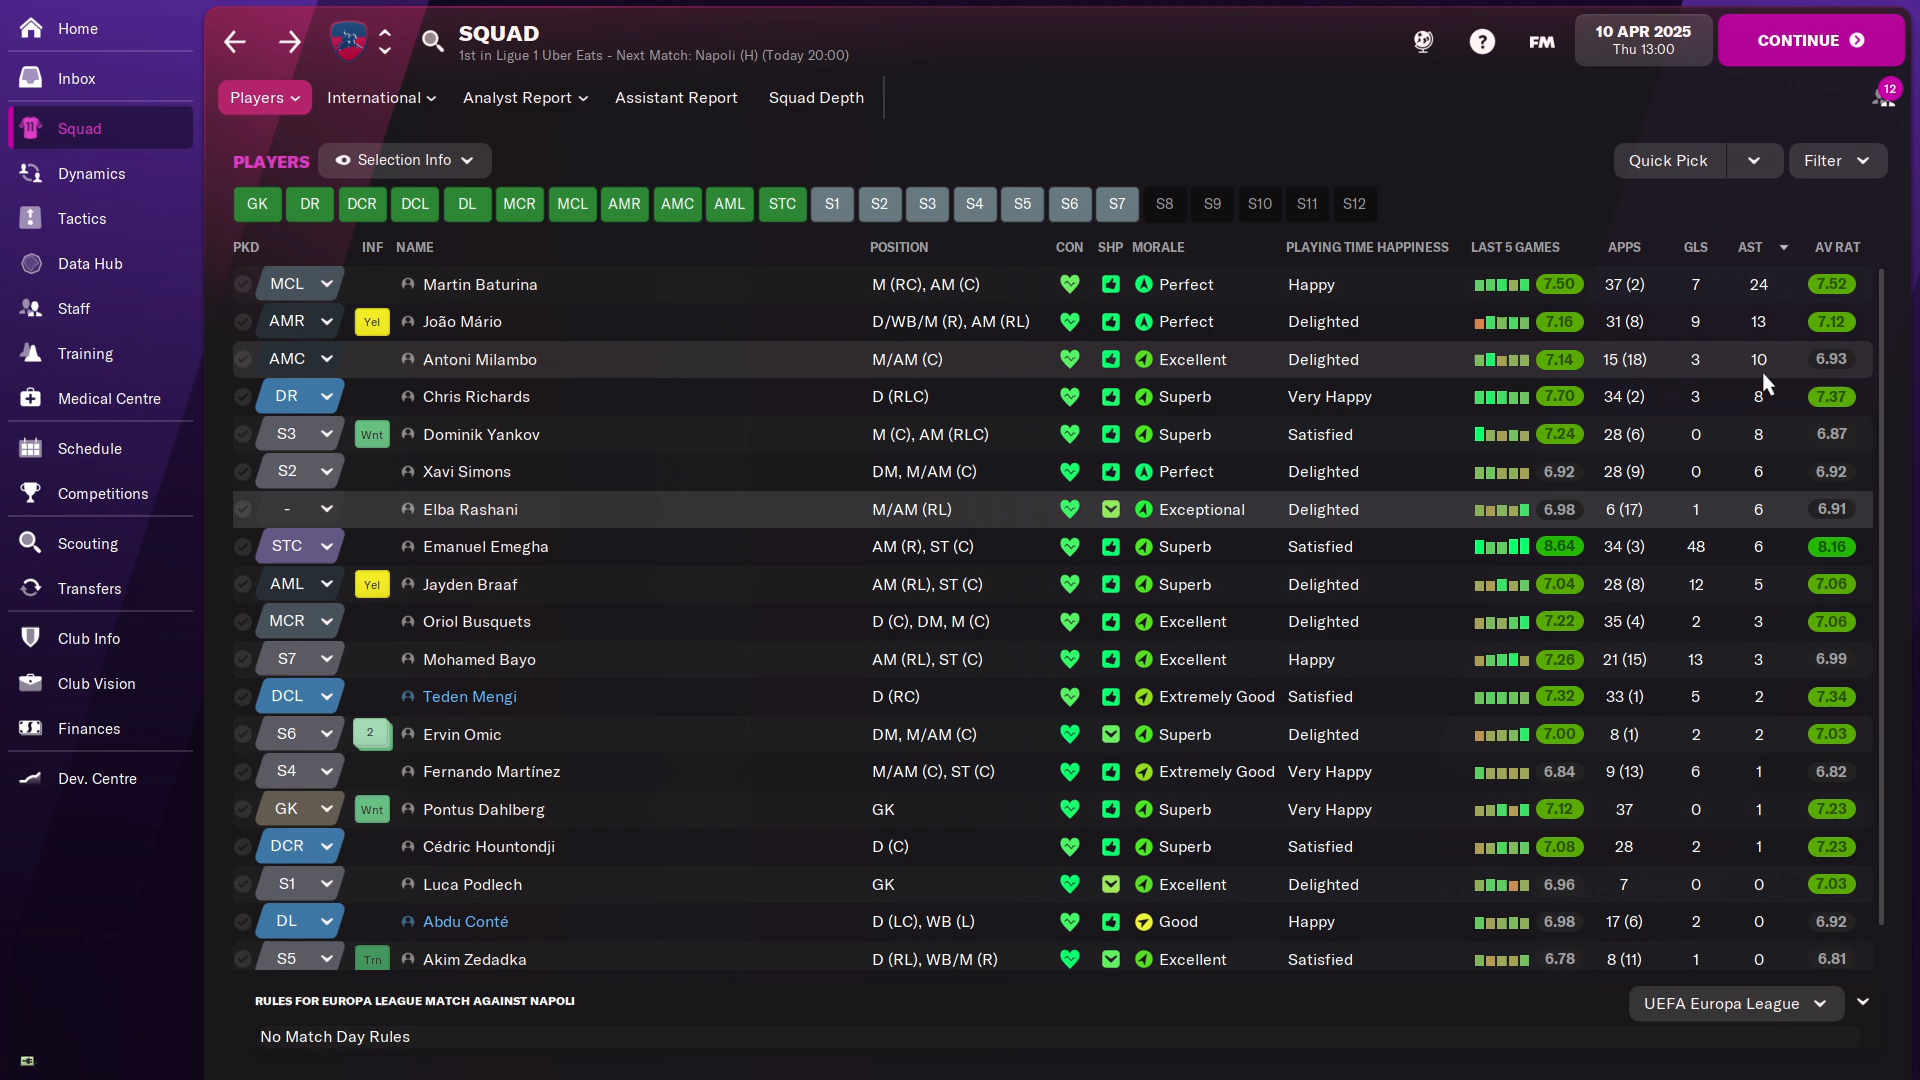 Home
Inbox
Squad
Dynamics
Tactics
Data Hub
Staff
Training
Medical Centre
Schedule
Competitions
Scouting
Transfers
Club Info
Club Vision
Finances
Dev. Centre
SQUAD
1st in Ligue 1 Uber Eats - Next Match: Napoli (H) (Today 20:00)
?
FM
10 APR 2025
Thu 13:00
CONTINUE
Players International Analyst Report Assistant Report Squad Depth
12
PLAYERS Selection Info Quick Pick Filter
GK DR DCR DCL DL MCR MCL AMR AMC AML STC S1 S2 S3 S4 S5 S6 S7 S8 S9 S10 S11 S12
PKD INF NAME POSITION CON SHP MORALE PLAYING TIME HAPPINESS LAST 5 GAMES APPS GLS AST AV RAT
MCL Martin Baturina M (RC), AM (C) Perfect Happy 7.50 37 (2) 7 24 7.52
AMR Yel João Mário D/WB/M (R), AM (RL) Perfect Delighted 7.16 31 (8) 9 13 7.12
AMC Antoni Milambo M/AM (C) Excellent Delighted 7.14 15 (18) 3 10 6.93
DR Chris Richards D (RLC) Superb Very Happy 7.70 34 (2) 3 8 7.37
S3 Wnt Dominik Yankov M (C), AM (RLC) Superb Satisfied 7.24 28 (6) 0 8 6.87
S2 Xavi Simons DM, M/AM (C) Perfect Delighted 6.92 28 (9) 0 6 6.92
- Elba Rashani M/AM (RL) Exceptional Delighted 6.98 6 (17) 1 6 6.91
STC Emanuel Emegha AM (R), ST (C) Superb Satisfied 8.64 34 (3) 48 6 8.16
AML Yel Jayden Braaf AM (RL), ST (C) Superb Delighted 7.04 28 (8) 12 5 7.06
MCR Oriol Busquets D (C), DM, M (C) Excellent Delighted 7.22 35 (4) 2 3 7.06
S7 Mohamed Bayo AM (RL), ST (C) Excellent Happy 7.26 21 (15) 13 3 6.99
DCL Teden Mengi D (RC) Extremely Good Satisfied 7.32 33 (1) 5 2 7.34
S6 2 Ervin Omic DM, M/AM (C) Superb Delighted 7.00 8 (1) 2 2 7.03
S4 Fernando Martínez M/AM (C), ST (C) Extremely Good Very Happy 6.84 9 (13) 6 1 6.82
GK Wnt Pontus Dahlberg GK Superb Very Happy 7.12 37 0 1 7.23
DCR Cédric Hountondji D (C) Superb Satisfied 7.08 28 2 1 7.23
S1 Luca Podlech GK Excellent Delighted 6.96 7 0 0 7.03
DL Abdu Conté D (LC), WB (L) Good Happy 6.98 17 (6) 2 0 6.92
S5 Trn Akim Zedadka D (RL), WB/M (R) Excellent Satisfied 6.78 8 (11) 1 0 6.81
RULES FOR EUROPA LEAGUE MATCH AGAINST NAPOLI
UEFA Europa League
No Match Day Rules